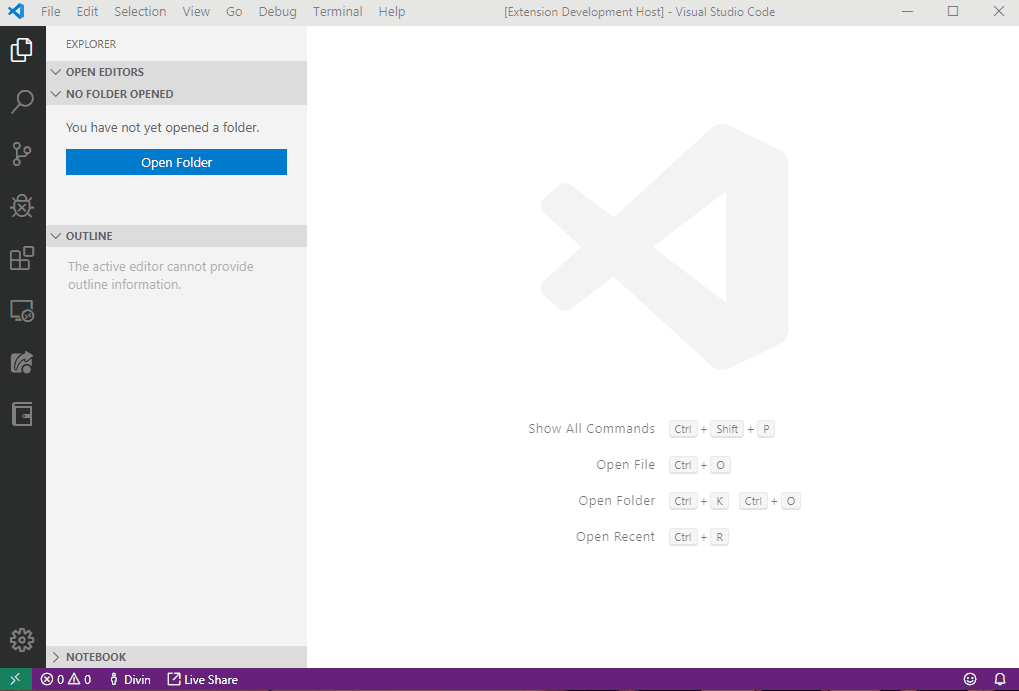 File Edit Selection View Go Debug Terminal Help [Extension Development Host] - Visual Studio Code
EXPLORER
OPEN EDITORS
NO FOLDER OPENED
You have not yet opened a folder.
Open Folder
OUTLINE
The active editor cannot provide
outline information.
NOTEBOOK
Show All Commands Ctrl + Shift + P
Open File Ctrl + O
Open Folder Ctrl + K Ctrl + O
Open Recent Ctrl + R
0 0 Divin Live Share